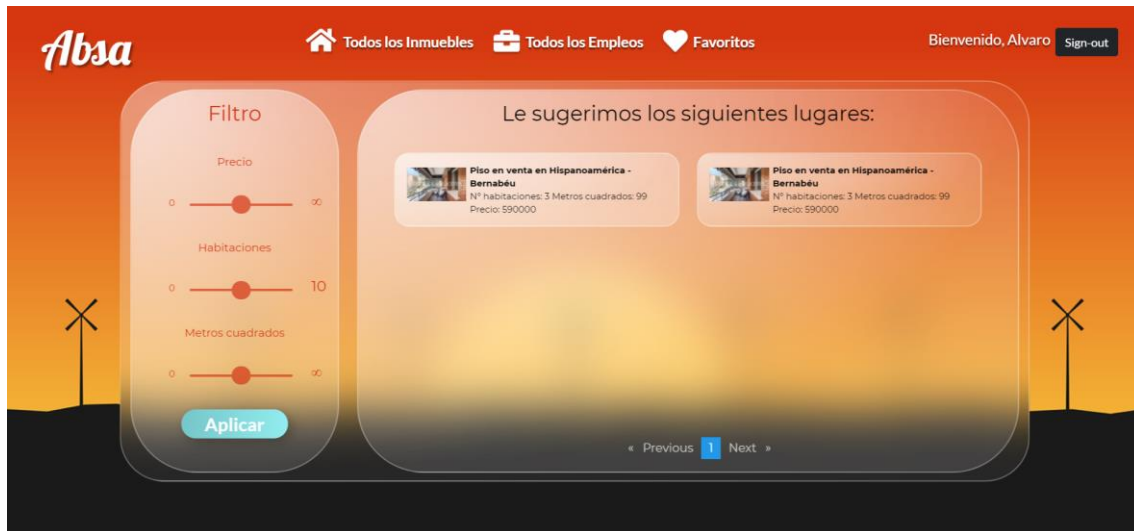 Absa
Todos los Inmuebles
Todos los Empleos
Favoritos
Bienvenido, Alvaro
Sign-out
Filtro
Precio
0
∞
Habitaciones
0
10
Metros cuadrados
0
∞
Aplicar
Le sugerimos los siguientes lugares:
Piso en venta en Hispanoamérica -
Bernabéu
Nº habitaciones: 3 Metros cuadrados: 99
Precio: 590000
Piso en venta en Hispanoamérica -
Bernabéu
Nº habitaciones: 3 Metros cuadrados: 99
Precio: 590000
« Previous 1 Next »